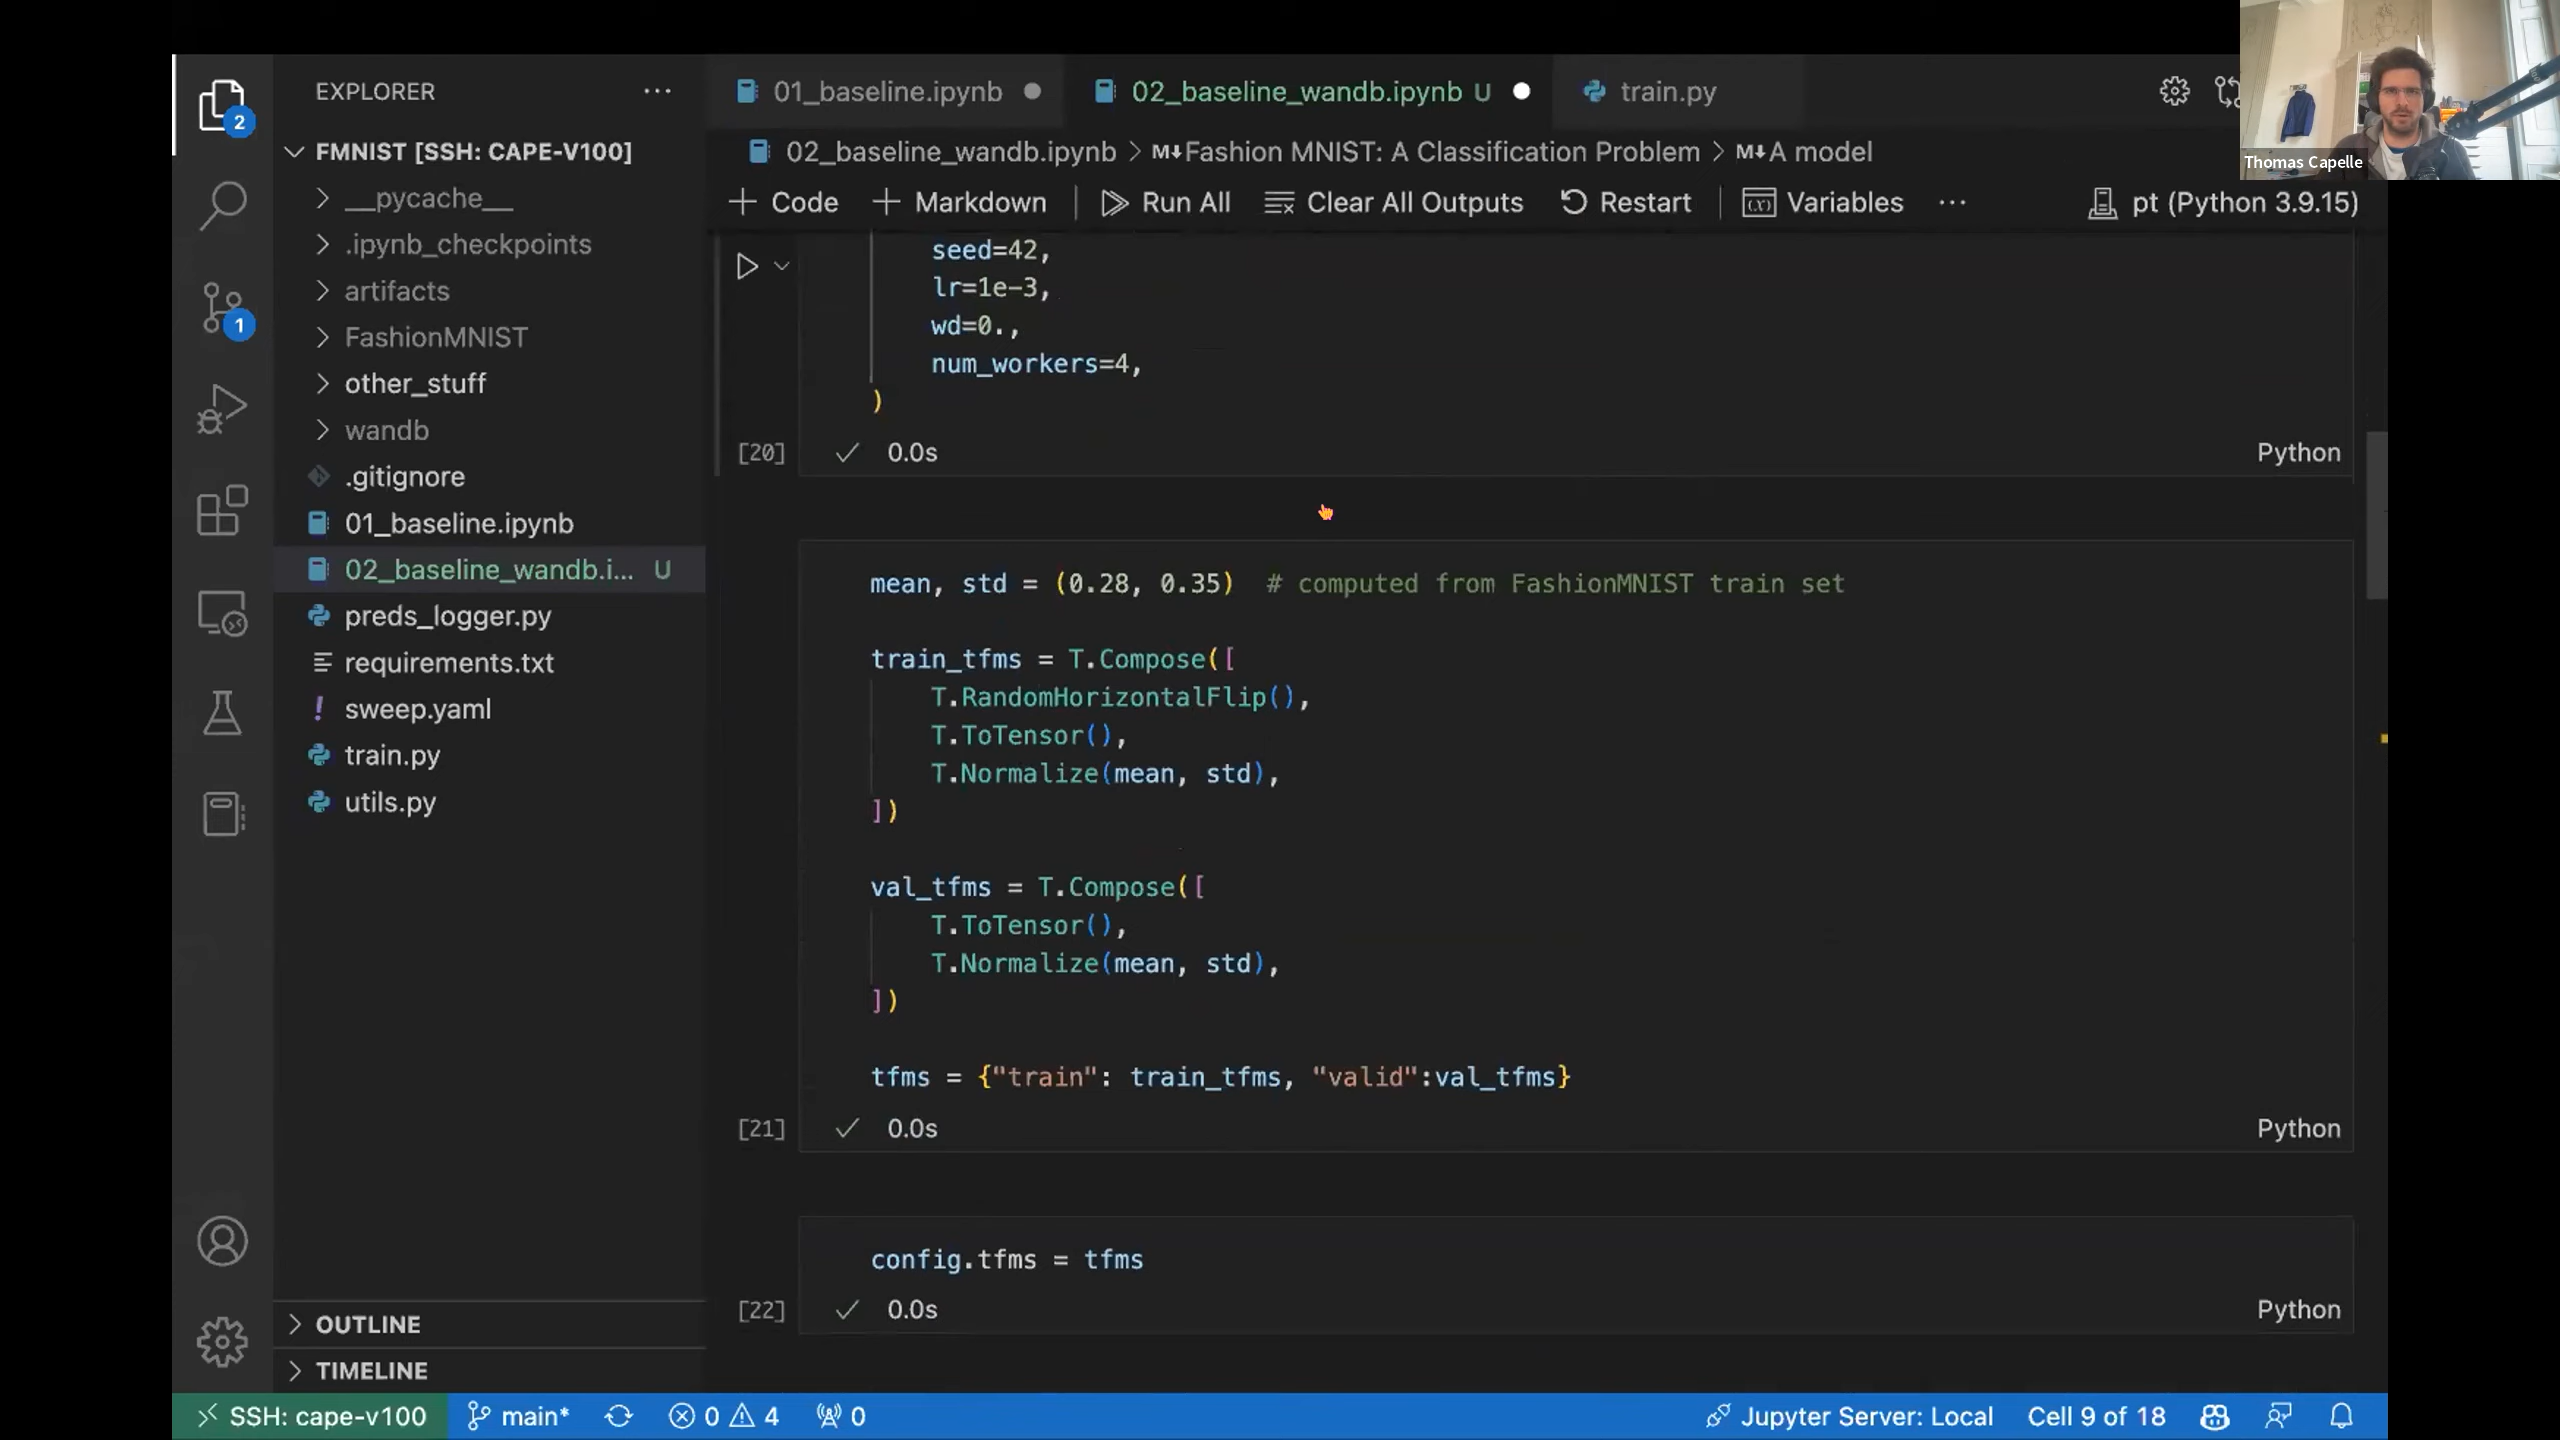 EXPLORER
FMNIST [SSH: CAPE-V100]
__pycache__
.ipynb_checkpoints
artifacts
FashionMNIST
other_stuff
wandb
.gitignore
01_baseline.ipynb
02_baseline_wandb.i... U
preds_logger.py
requirements.txt
sweep.yaml
train.py
utils.py
OUTLINE
TIMELINE
2
1
01_baseline.ipynb
02_baseline_wandb.ipynb U
train.py
02_baseline_wandb.ipynb > M↓Fashion MNIST: A Classification Problem > M↓A model
Code Markdown Run All Clear All Outputs Restart Variables ... pt (Python 3.9.15)
seed=42,
lr=1e-3,
wd=0.,
num_workers=4,
)
[20] 0.0s Python
mean, std = (0.28, 0.35) # computed from FashionMNIST train set
train_tfms = T.Compose([
T.RandomHorizontalFlip(),
T.ToTensor(),
T.Normalize(mean, std),
])
val_tfms = T.Compose([
T.ToTensor(),
T.Normalize(mean, std),
])
tfms = {"train": train_tfms, "valid":val_tfms}
[21] 0.0s Python
config.tfms = tfms
[22] 0.0s Python
SSH: cape-v100 main* 0 4 0 Jupyter Server: Local Cell 9 of 18
Thomas Capelle